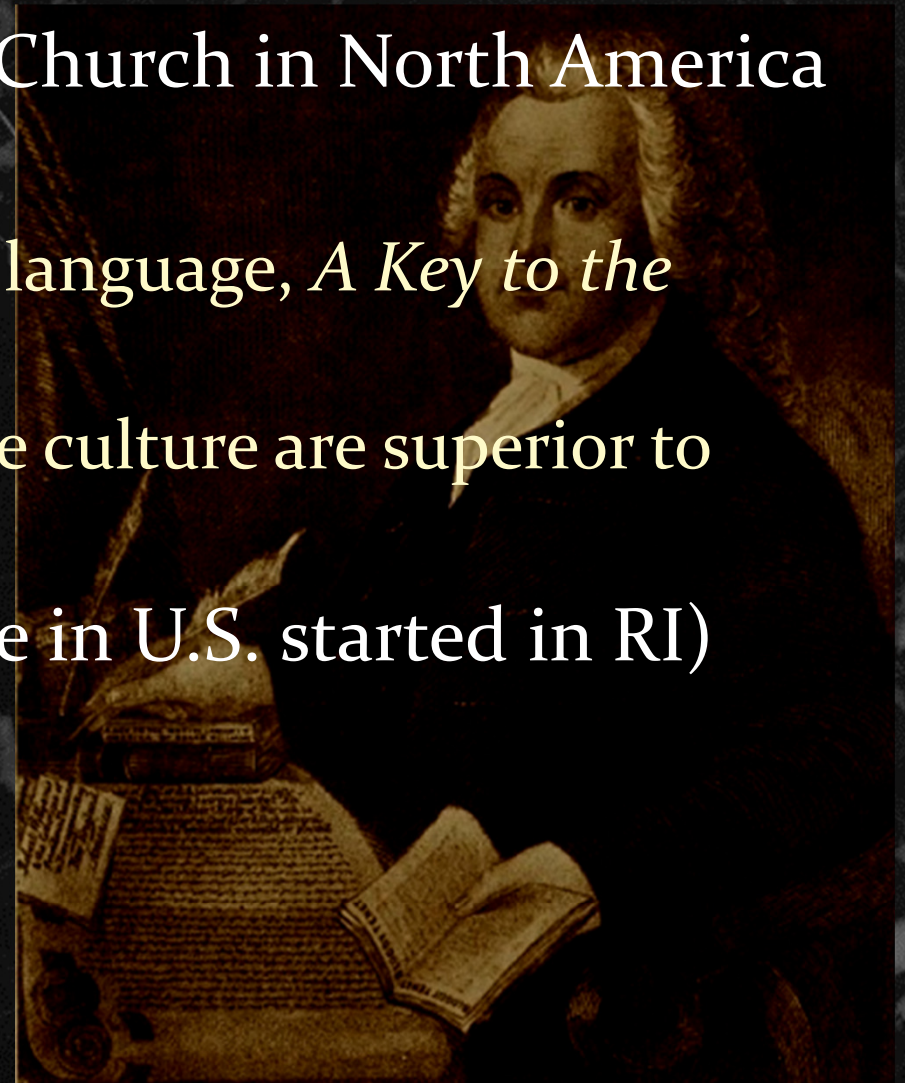 Church in North America
language, A Key to the
e culture are superior to
e in U.S. started in RI)